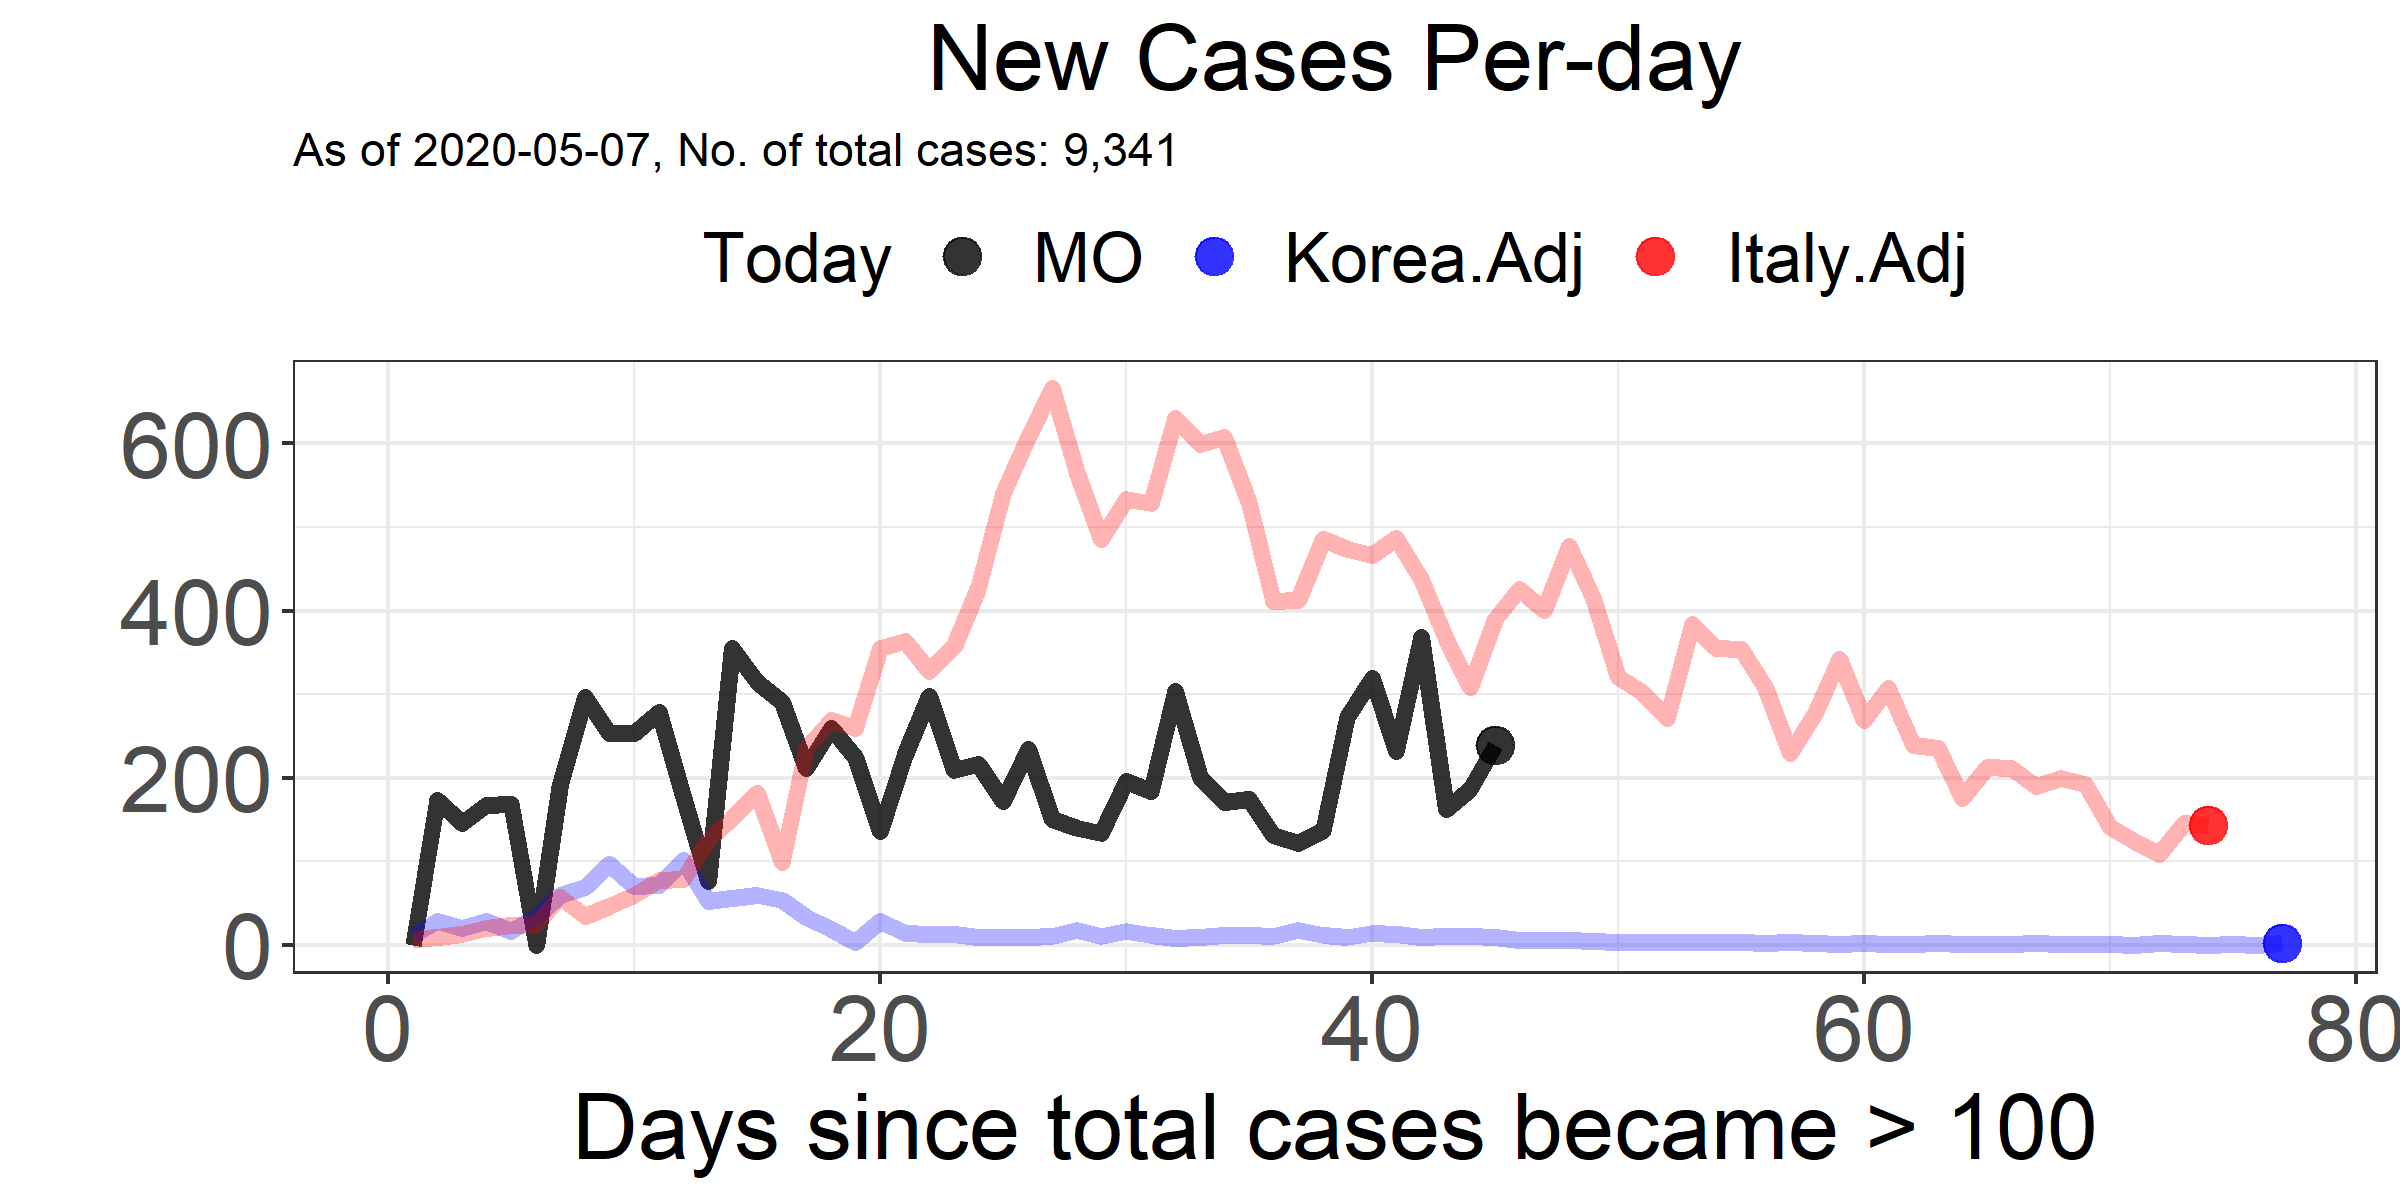 New Cases Per-day
As of 2020-05-07, No. of total cases: 9,341
Today MO Korea.Adj Italy.Adj
600
400
200
0
0 20 40 60 80
Days since total cases became > 100